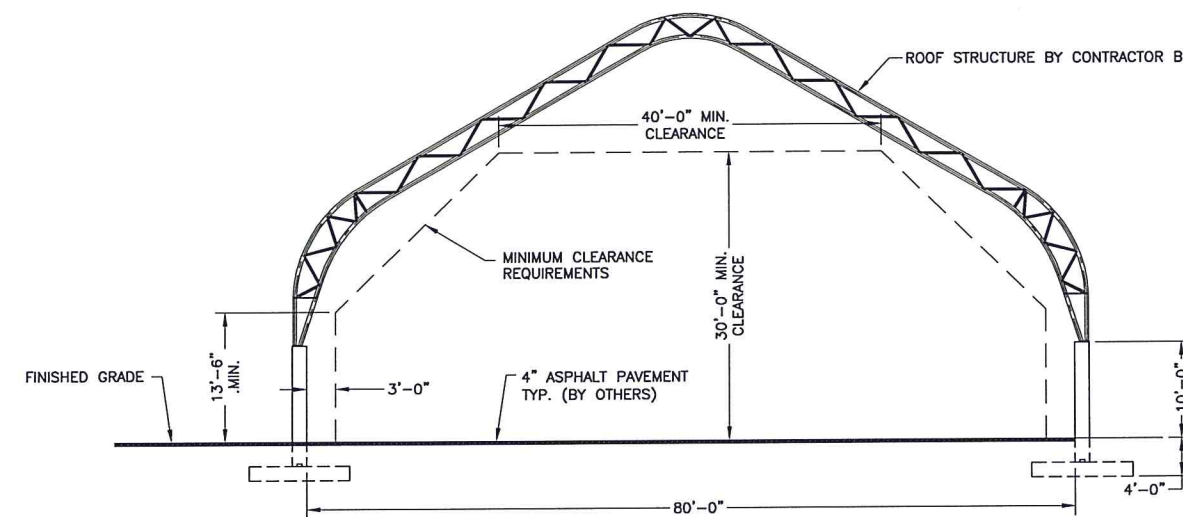 ROOF STRUCTURE BY CONTRACTOR B
40'-0" MIN.
CLEARANCE
MINIMUM CLEARANCE
REQUIREMENTS
30'-0" MIN.
CLEARANCE
13'-6"
.MIN.
FINISHED GRADE
3'-0"
4" ASPHALT PAVEMENT
TYP. (BY OTHERS)
10'-0"
4'-0"
80'-0"